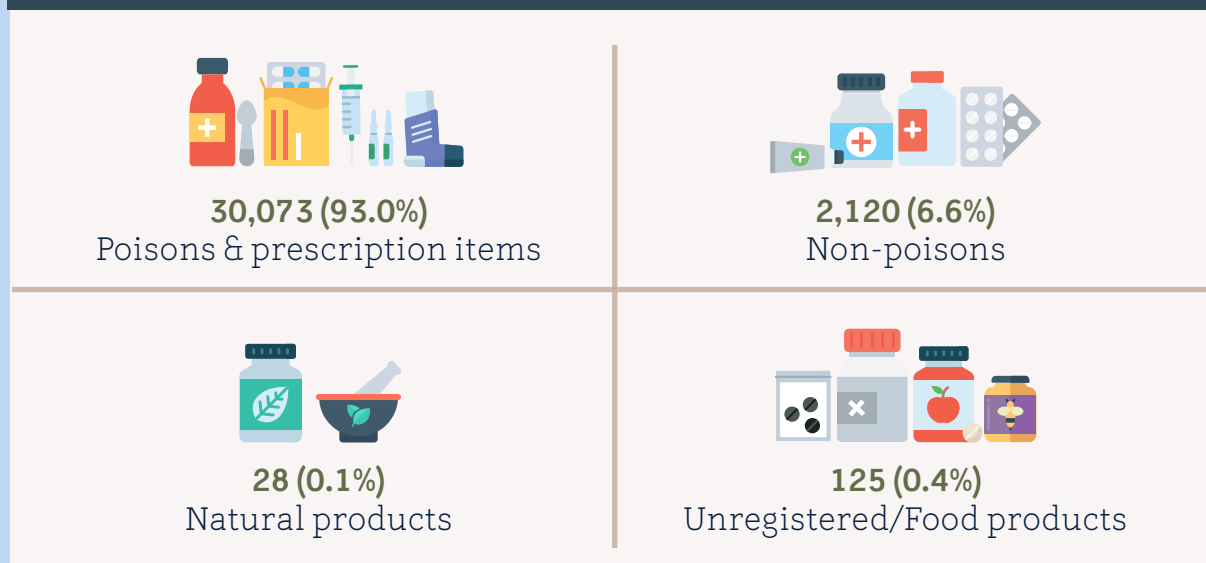 30,073 (93.0%)
Poisons & prescription items
2,120 (6.6%)
Non-poisons
28 (0.1%)
Natural products
125 (0.4%)
Unregistered/Food products